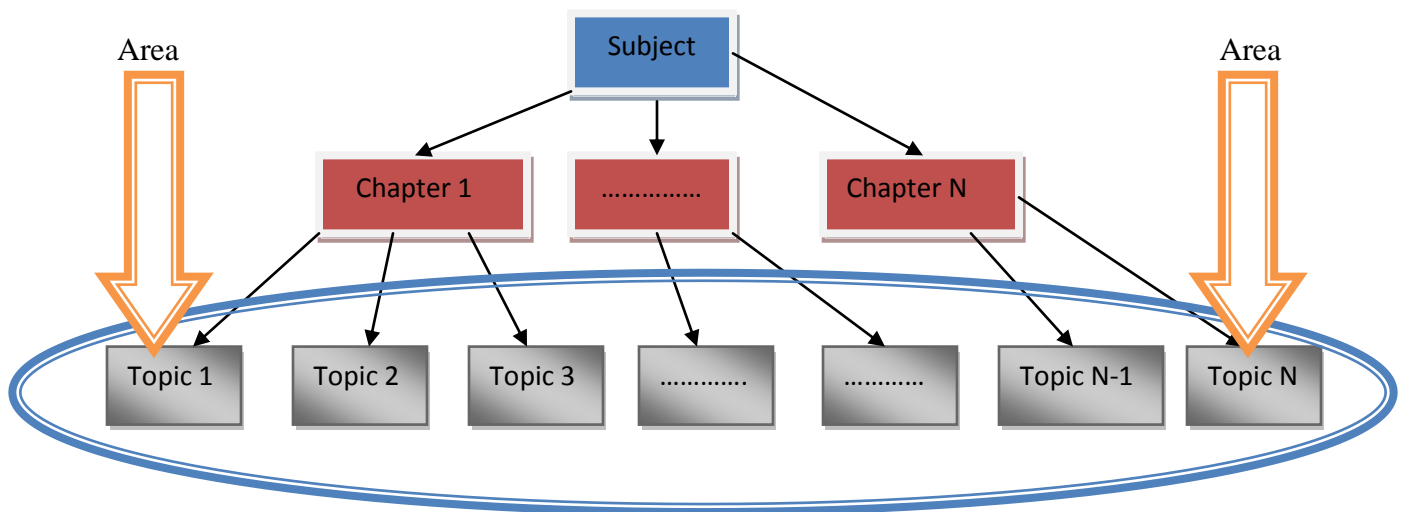 Subject
Area
Area
Chapter 1
……………
Chapter N
Topic 1
Topic 2
Topic 3
………….
…………
Topic N-1
Topic N